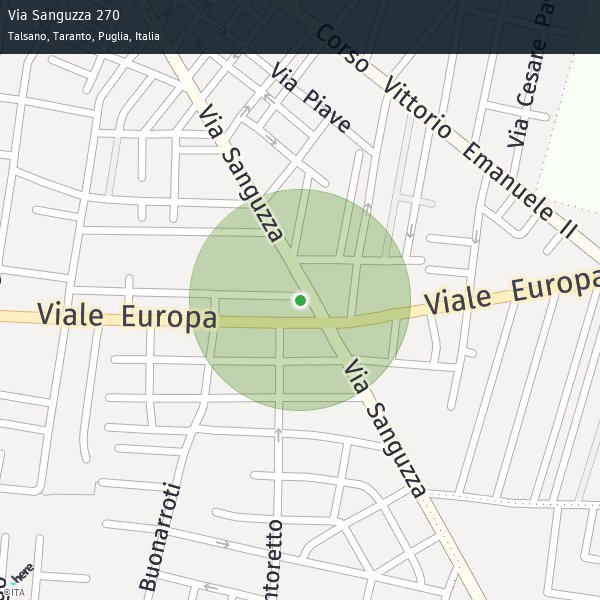 Via Sanguzza 270
Talsano, Taranto, Puglia, Italia
Corso Vittorio Emanuele II
Via Piave
Via Cesare Pa
Via Sanguzza
Viale Europa
Viale Europa
Via Sanguzza
Buonarroti
ntoretto
here
©ITA